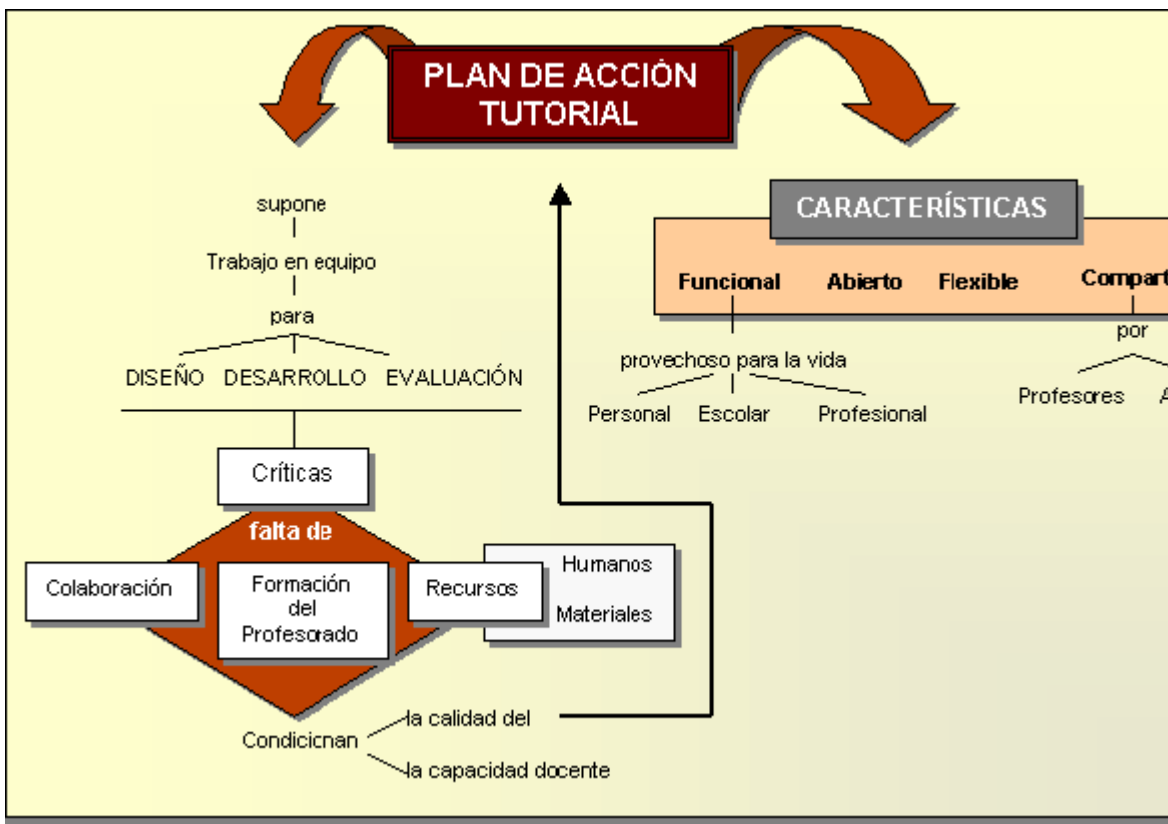 PLAN DE ACCIÓN
TUTORIAL
supone
Trabajo en equipo
para
DISEÑO DESARROLLO EVALUACIÓN
Críticas
falta de
Colaboración
Formación
del
Profesorado
Recursos
Humanos
Materiales
Condicionan
la calidad del
la capacidad docente
CARACTERÍSTICAS
Funcional Abierto Flexible Compart
provechoso para la vida
Personal Escolar Profesional
por
Profesores